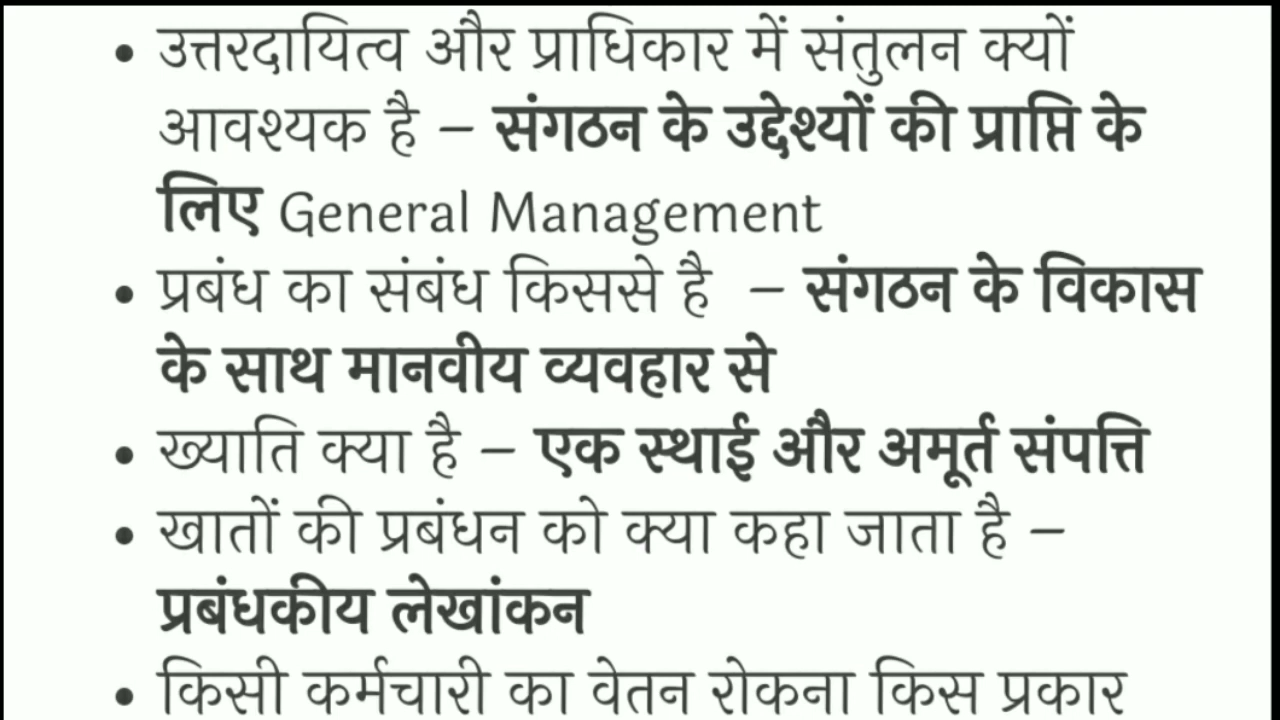 • उत्तरदायित्व और प्राधिकार में संतुलन क्यों
आवश्यक है – संगठन के उद्देश्यों की प्राप्ति के
लिए General Management
• प्रबंध का संबंध किससे है – संगठन के विकास
के साथ मानवीय व्यवहार से
• ख्याति क्या है – एक स्थाई और अमूर्त संपत्ति
• खातों की प्रबंधन को क्या कहा जाता है –
प्रबंधकीय लेखांकन
• किसी कर्मचारी का वेतन रोकना किस प्रकार